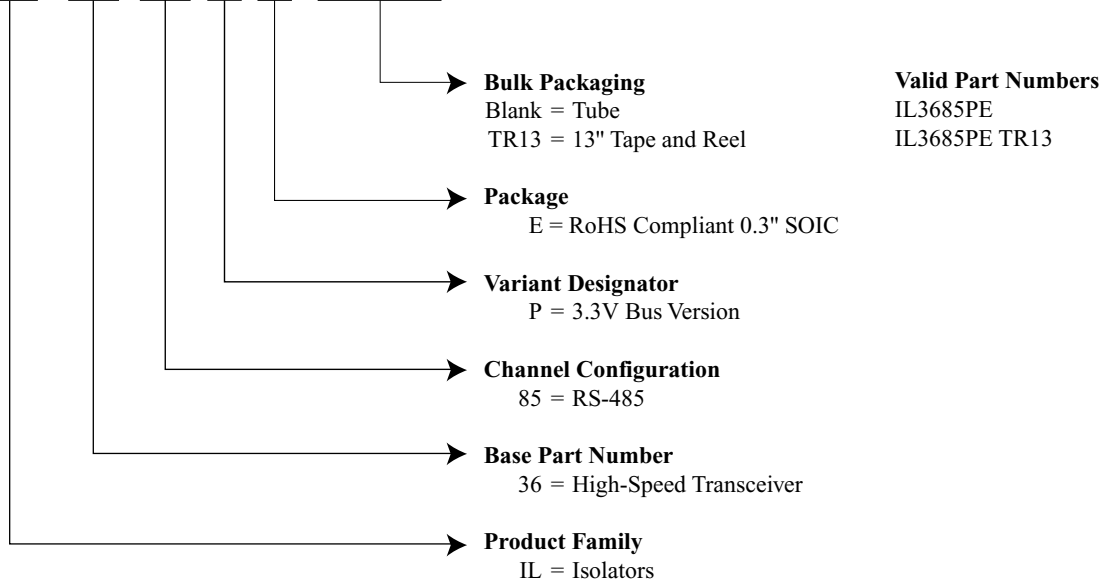 Bulk Packaging
Blank = Tube
TR13 = 13" Tape and Reel
Valid Part Numbers
IL3685PE
IL3685PE TR13
Package
E = RoHS Compliant 0.3" SOIC
Variant Designator
P = 3.3V Bus Version
Channel Configuration
85 = RS-485
Base Part Number
36 = High-Speed Transceiver
Product Family
IL = Isolators